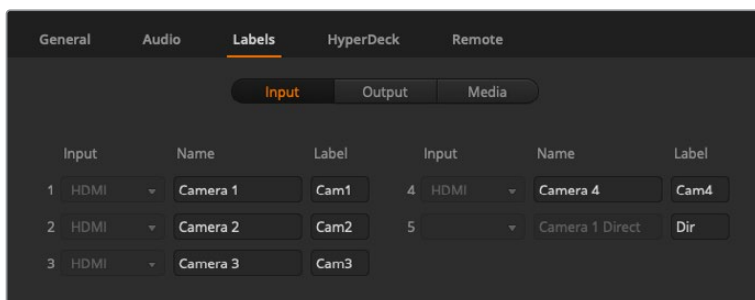 General Audio Labels HyperDeck Remote
Input Output Media
Input Name Label Input Name Label
1 HDMI Camera 1 Cam1 4 HDMI Camera 4 Cam4
2 HDMI Camera 2 Cam2 5 Camera 1 Direct Dir
3 HDMI Camera 3 Cam3